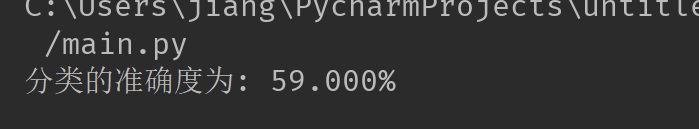 C:\Users\jiang\PycharmProjects\untitle
/main.py
分类的准确度为: 59.000%